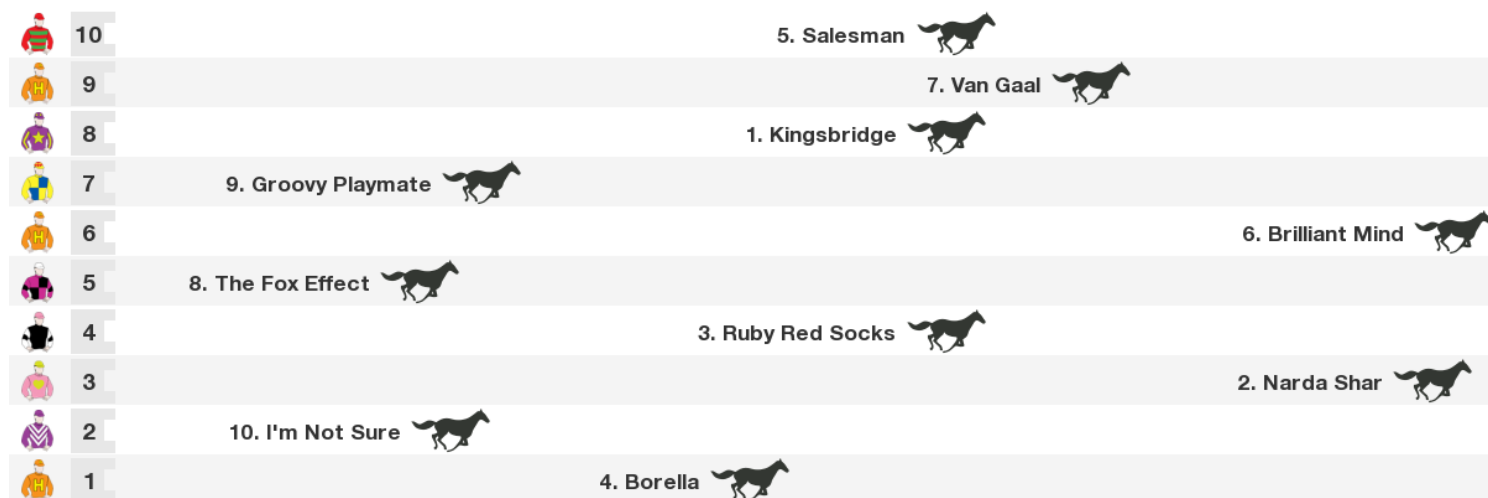 10 5. Salesman
9 H 7. Van Gaal
8 1. Kingsbridge
7 9. Groovy Playmate
6 H 6. Brilliant Mind
5 8. The Fox Effect
4 3. Ruby Red Socks
3 2. Narda Shar
2 10. I'm Not Sure
1 H 4. Borella